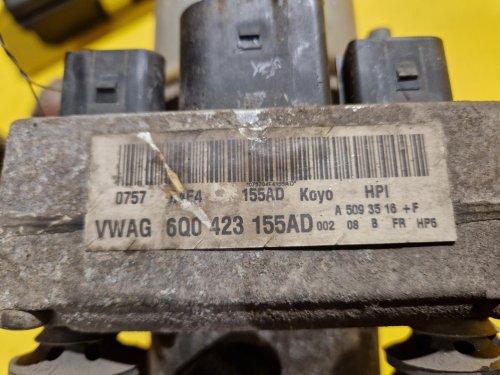 0757 155AD Koyo HPI
VWAG 6Q0 423 155AD
A 509 35 16 +F
002 08 B FR HP6